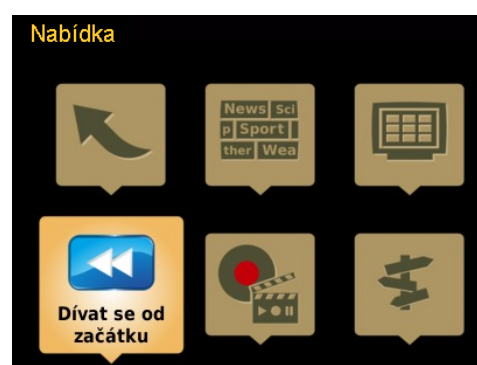 Nabídka
News Sci
p Sport
ther Wea
Dívat se od
začátku